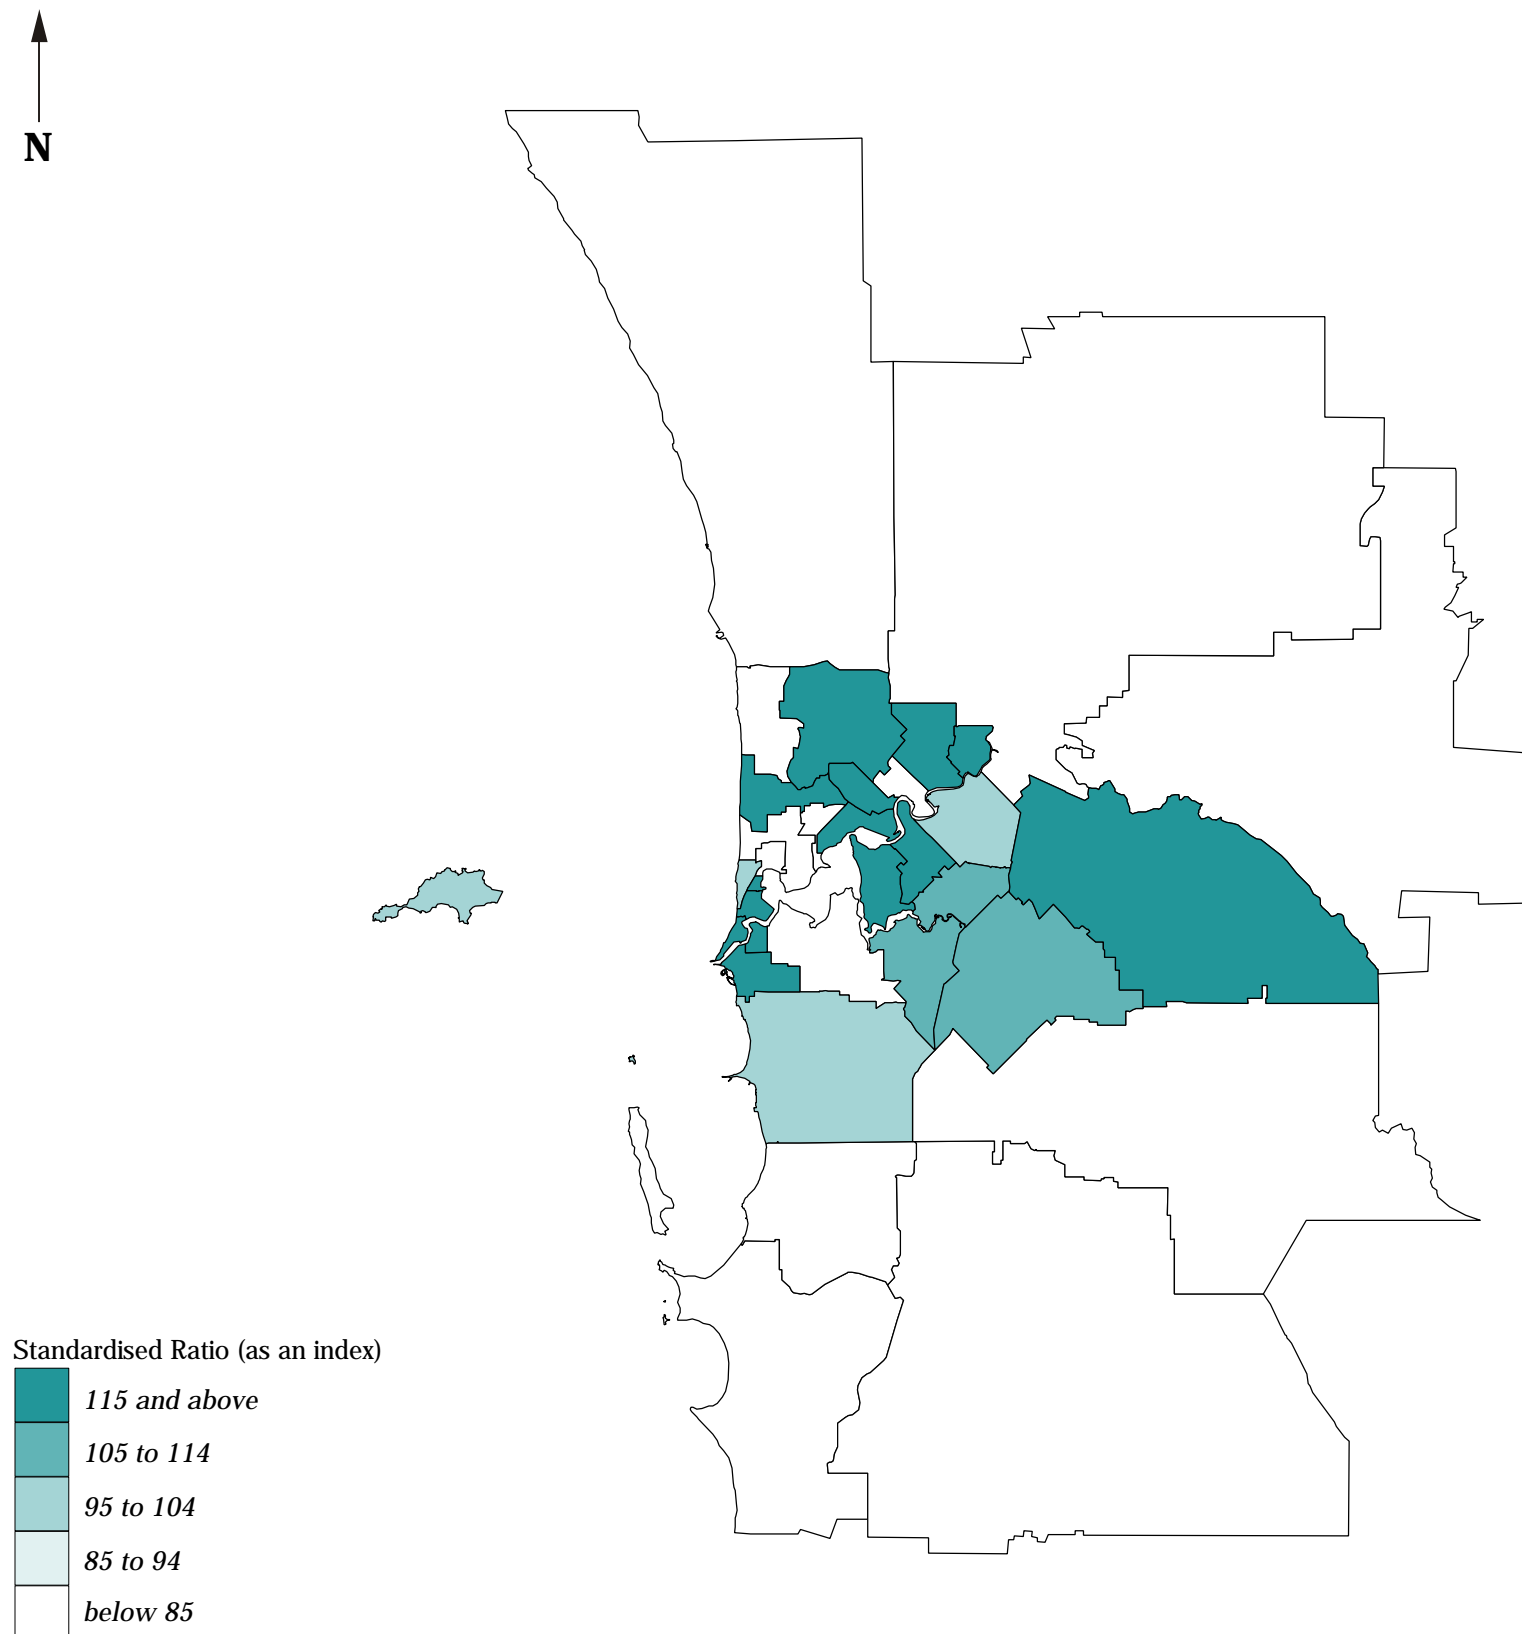 N
Standardised Ratio (as an index)
115 and above
105 to 114
95 to 104
85 to 94
below 85